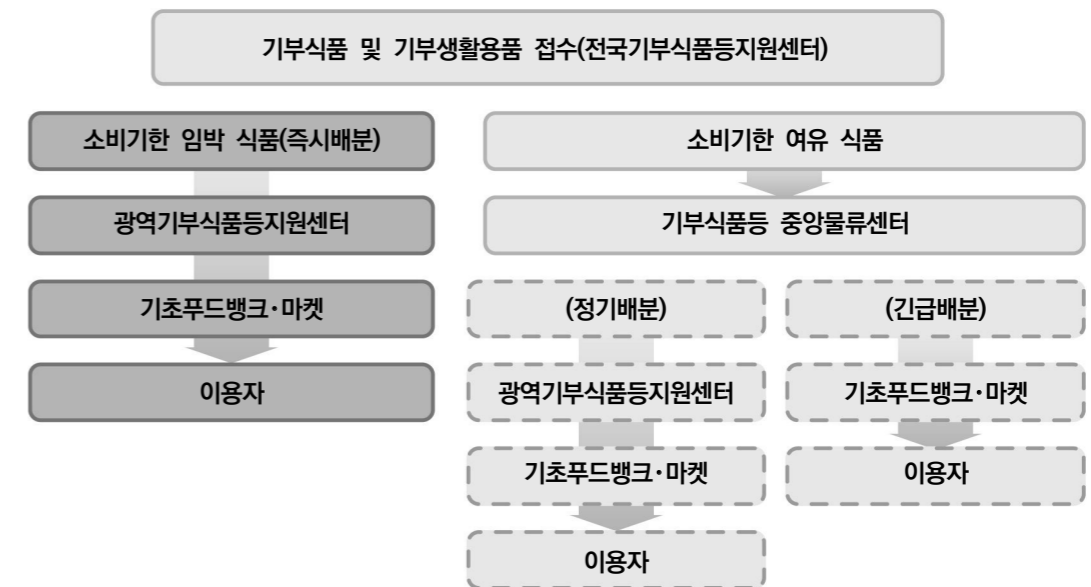 기부식품 및 기부생활용품 접수(전국기부식품등지원센터)
소비기한 임박 식품(즉시배분)
광역기부식품등지원센터
기초푸드뱅크·마켓
이용자
소비기한 여유 식품
기부식품등 중앙물류센터
(정기배분)
광역기부식품등지원센터
기초푸드뱅크·마켓
이용자
(긴급배분)
기초푸드뱅크·마켓
이용자